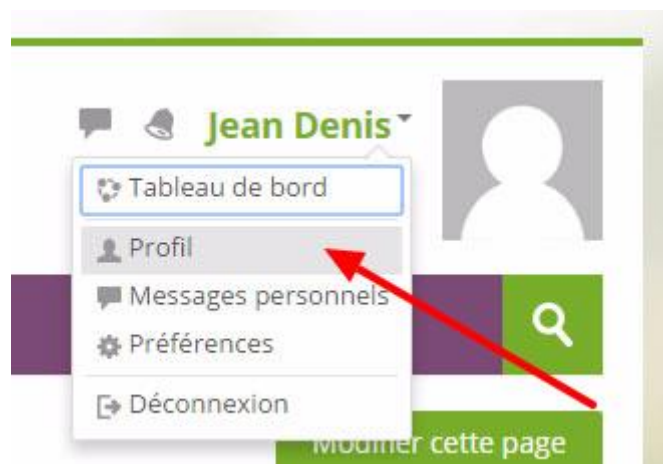 Jean Denis
Tableau de bord
Profil
Messages personnels
Préférences
Déconnexion
Modifier cette page